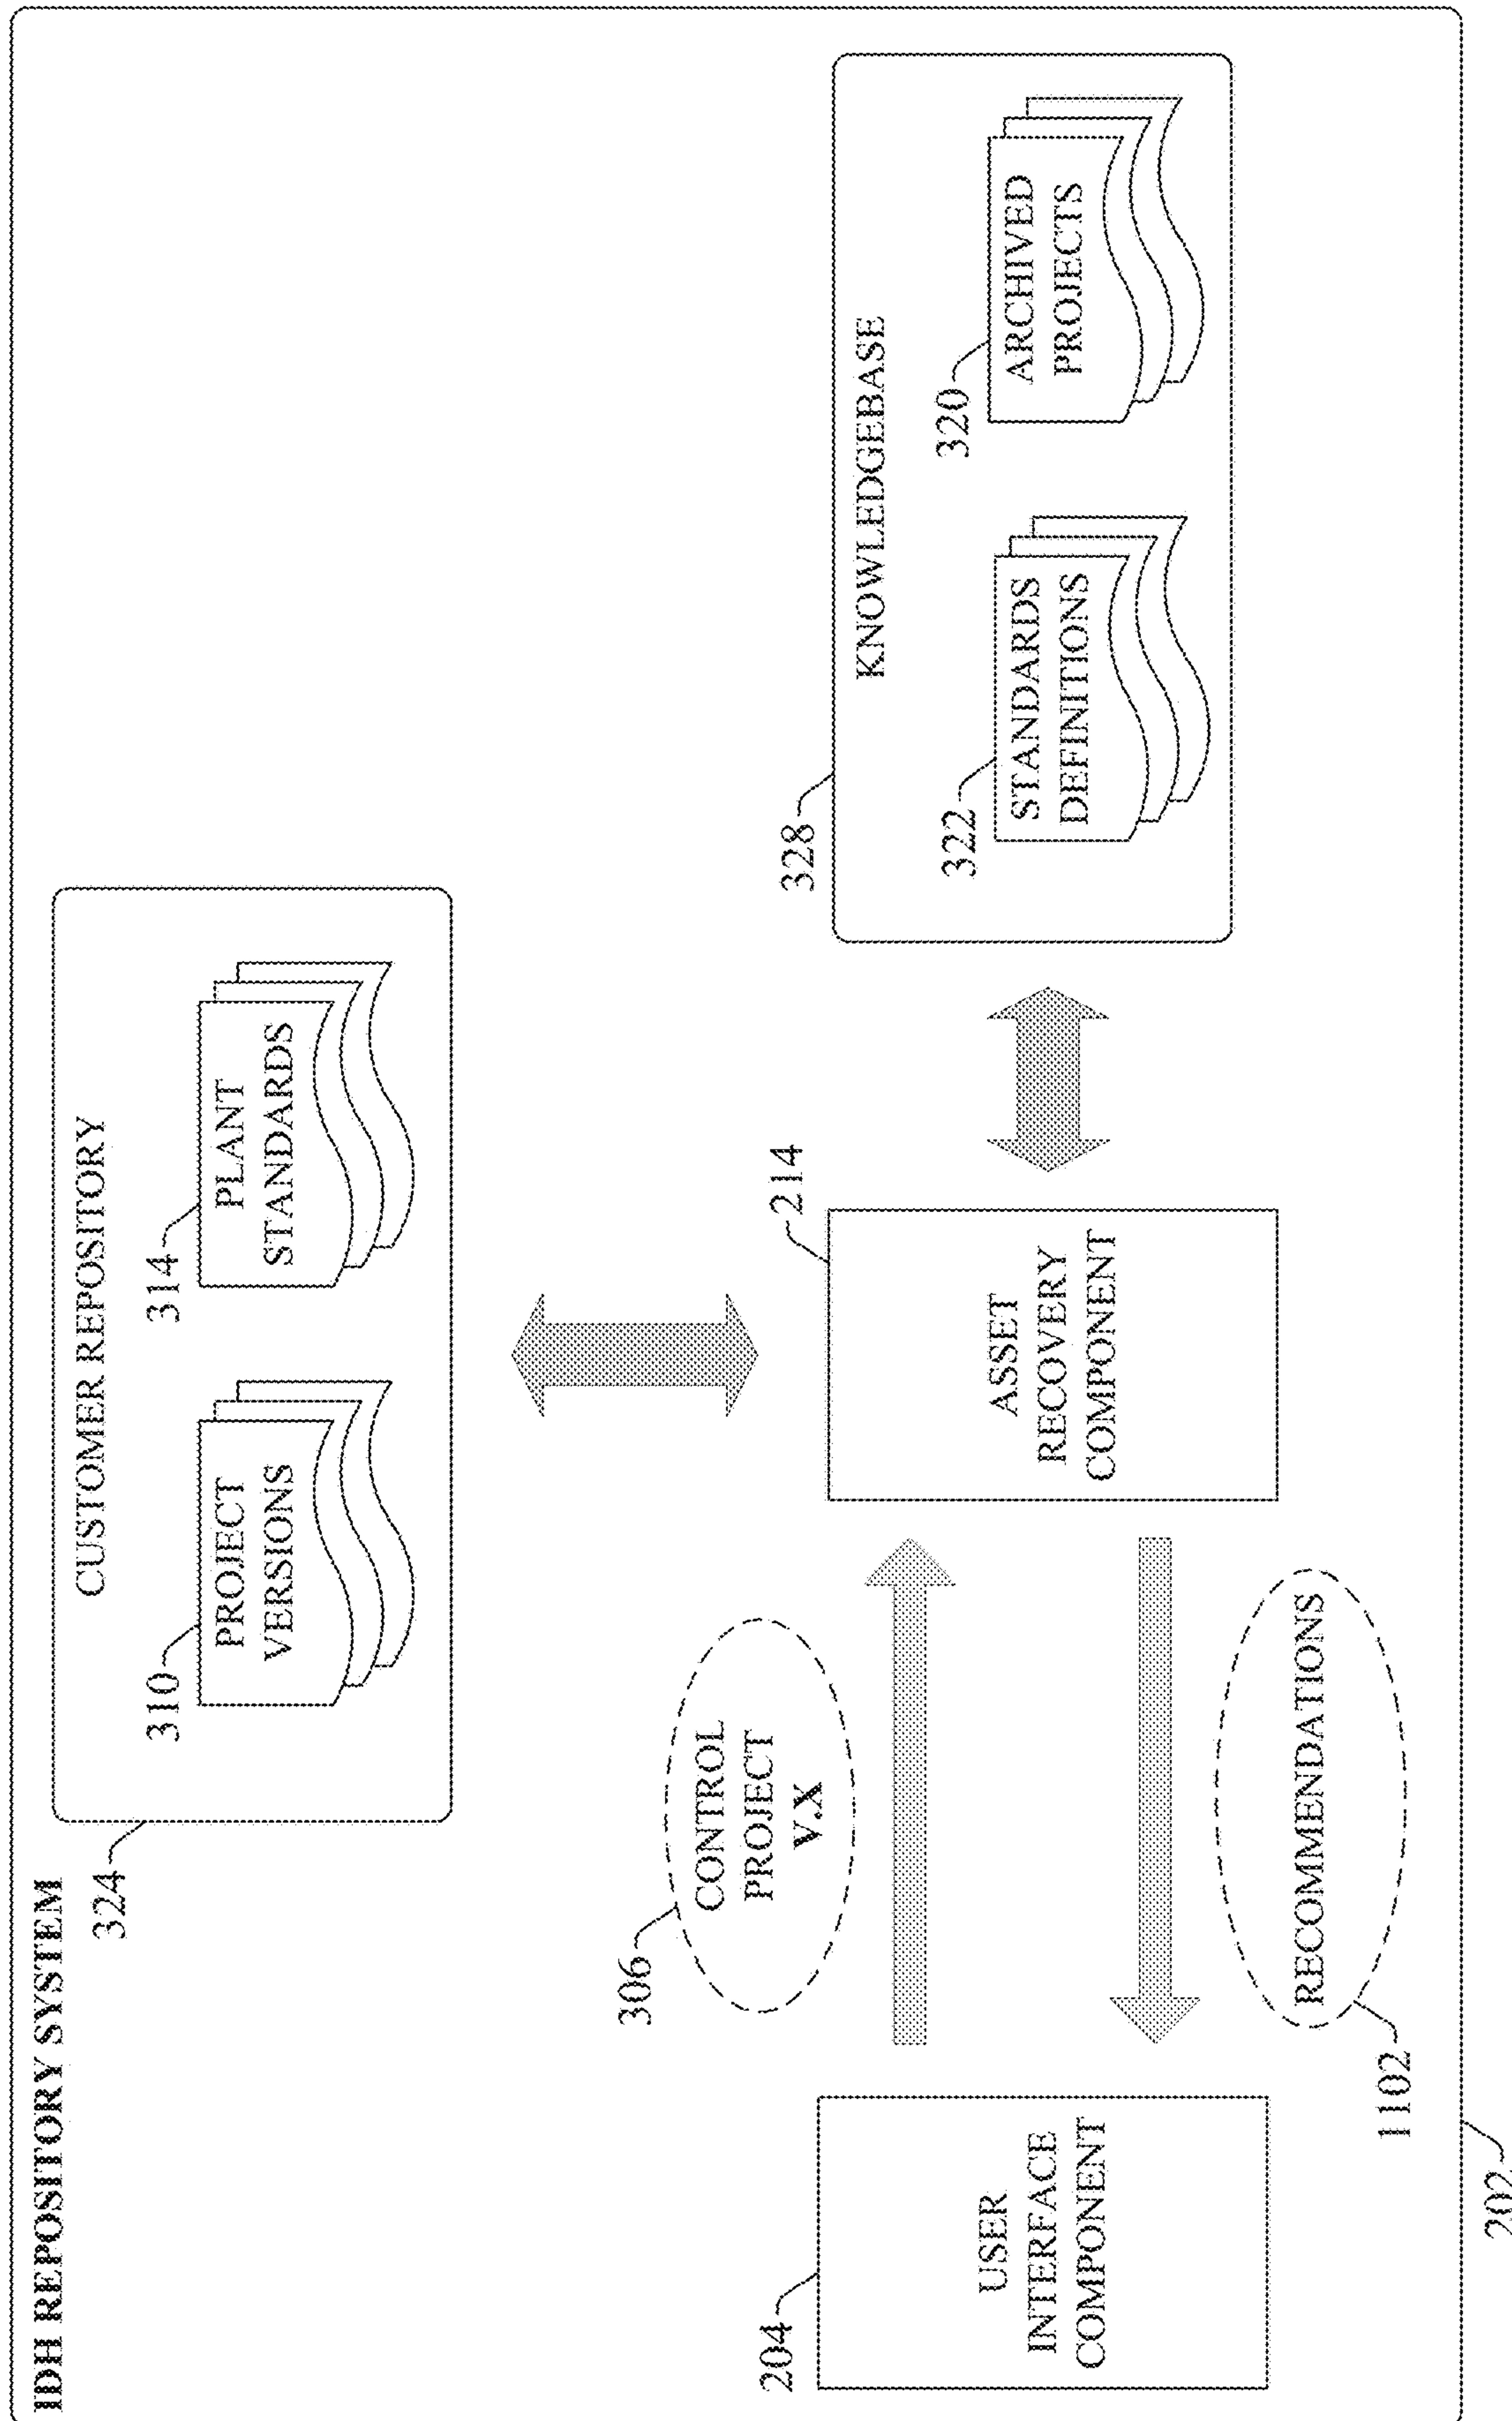 IDH REPOSITORY SYSTEM
324
CUSTOMER REPOSITORY
310
PROJECT
VERSIONS
314
PLANT
STANDARDS
306
CONTROL
PROJECT
V.X
204
USER
INTERFACE
COMPONENT
214
ASSET
RECOVERY
COMPONENT
1102
RECOMMENDATIONS
328
KNOWLEDGEBASE
322
STANDARDS
DEFINITIONS
320
ARCHIVED
PROJECTS
202